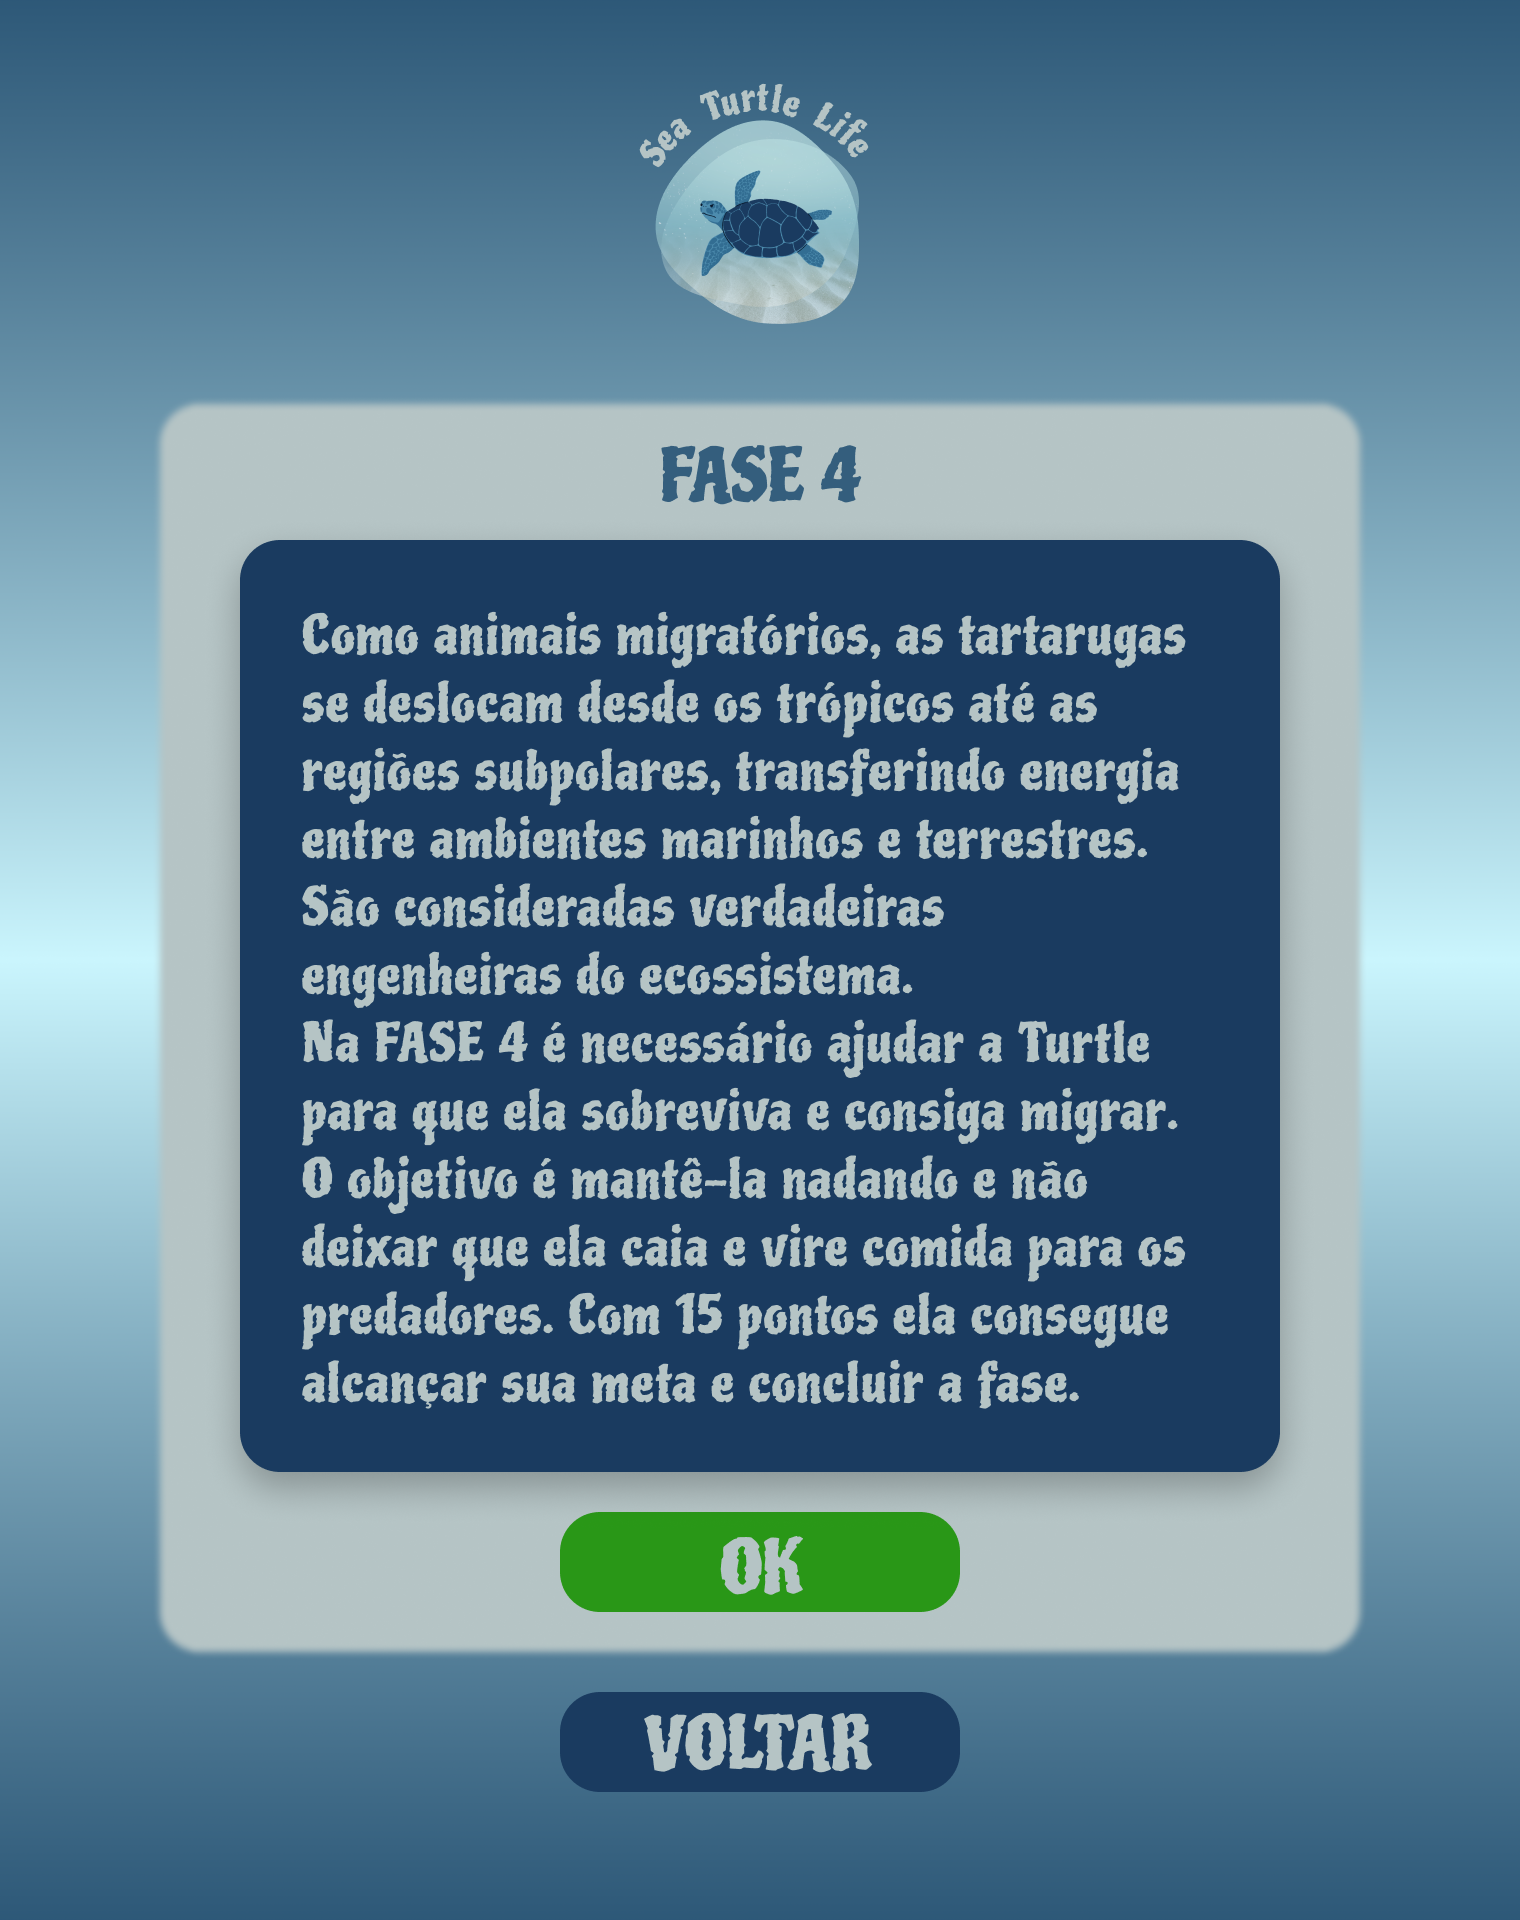 Sea Turtle Life
FASE 4
Como animais migratórios, as tartarugas
se deslocam desde os trópicos até as
regiões subpolares, transferindo energia
entre ambientes marinhos e terrestres.
São consideradas verdadeiras
engenheiras do ecossistema.
Na FASE 4 é necessário ajudar a Turtle
para que ela sobreviva e consiga migrar.
O objetivo é mantê-la nadando e não
deixar que ela caia e vire comida para os
predadores. Com 15 pontos ela consegue
alcançar sua meta e concluir a fase.
OK
VOLTAR